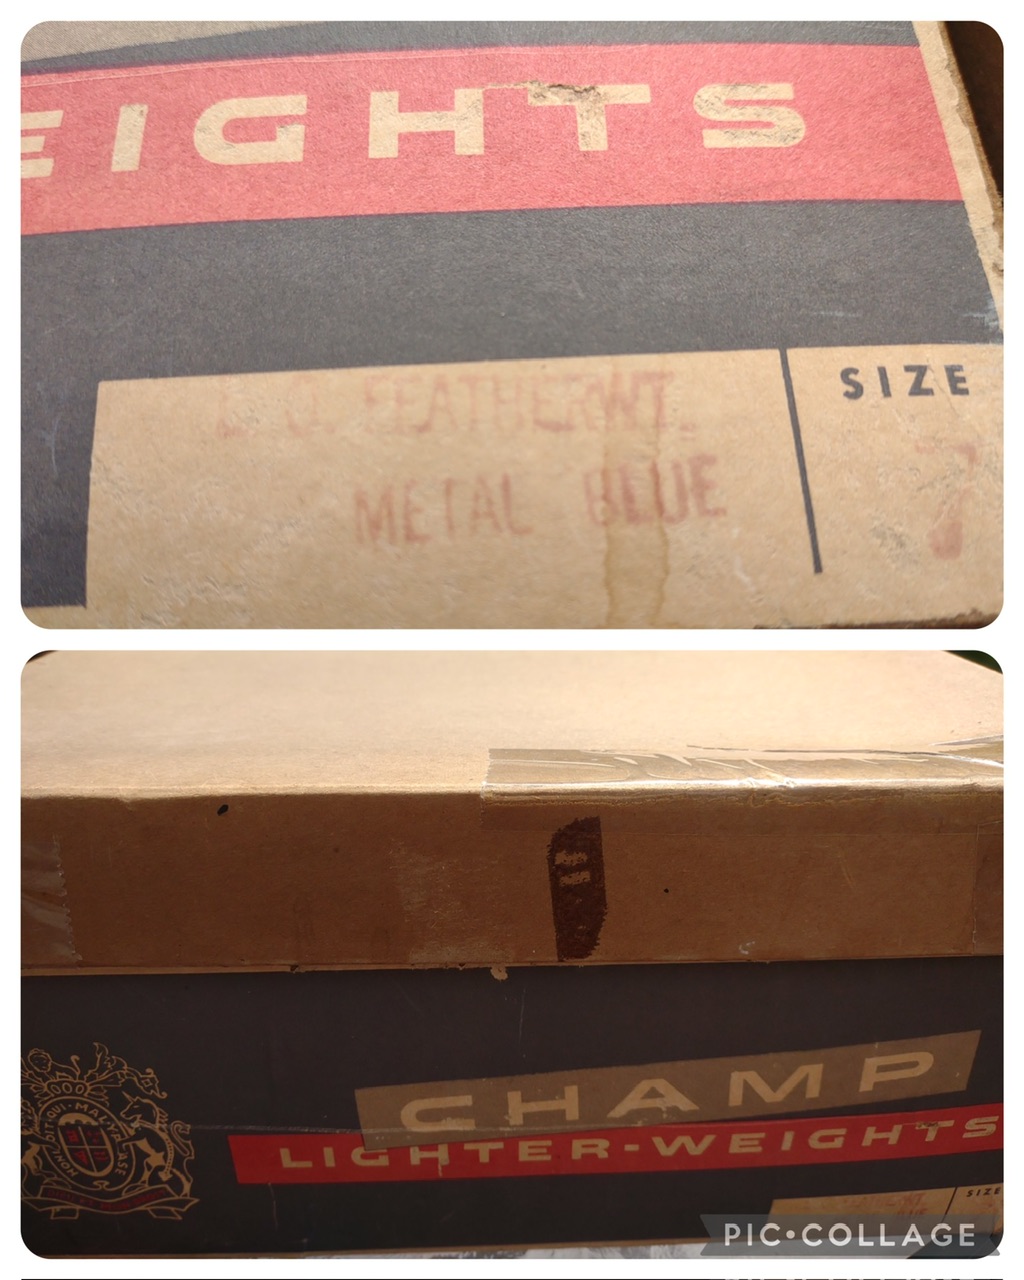 EIGHTS
FEATHERWT.
METAL BLUE
SIZE
7
CHAMP
LIGHTER-WEIGHTS
SIZE
PIC•COLLAGE